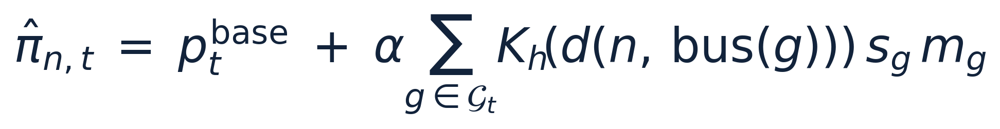 π̂_{n,t} = p_t^{base} + α ∑_{g ∈ 𝒢_t} K_h(d(n, bus(g))) s_g m_g